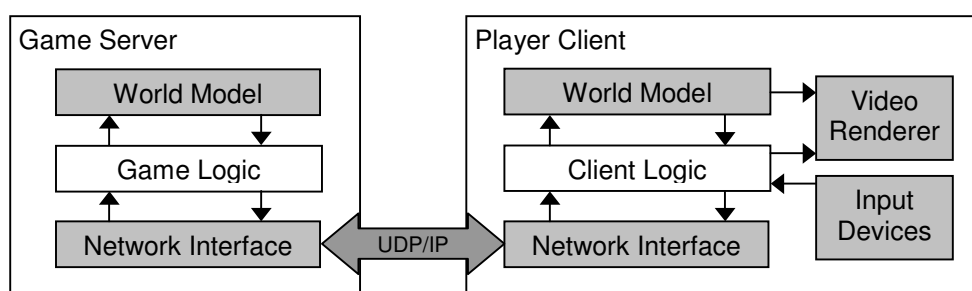 Game Server
World Model
Game Logic
Network Interface
UDP/IP
Player Client
World Model
Client Logic
Network Interface
Video
Renderer
Input
Devices